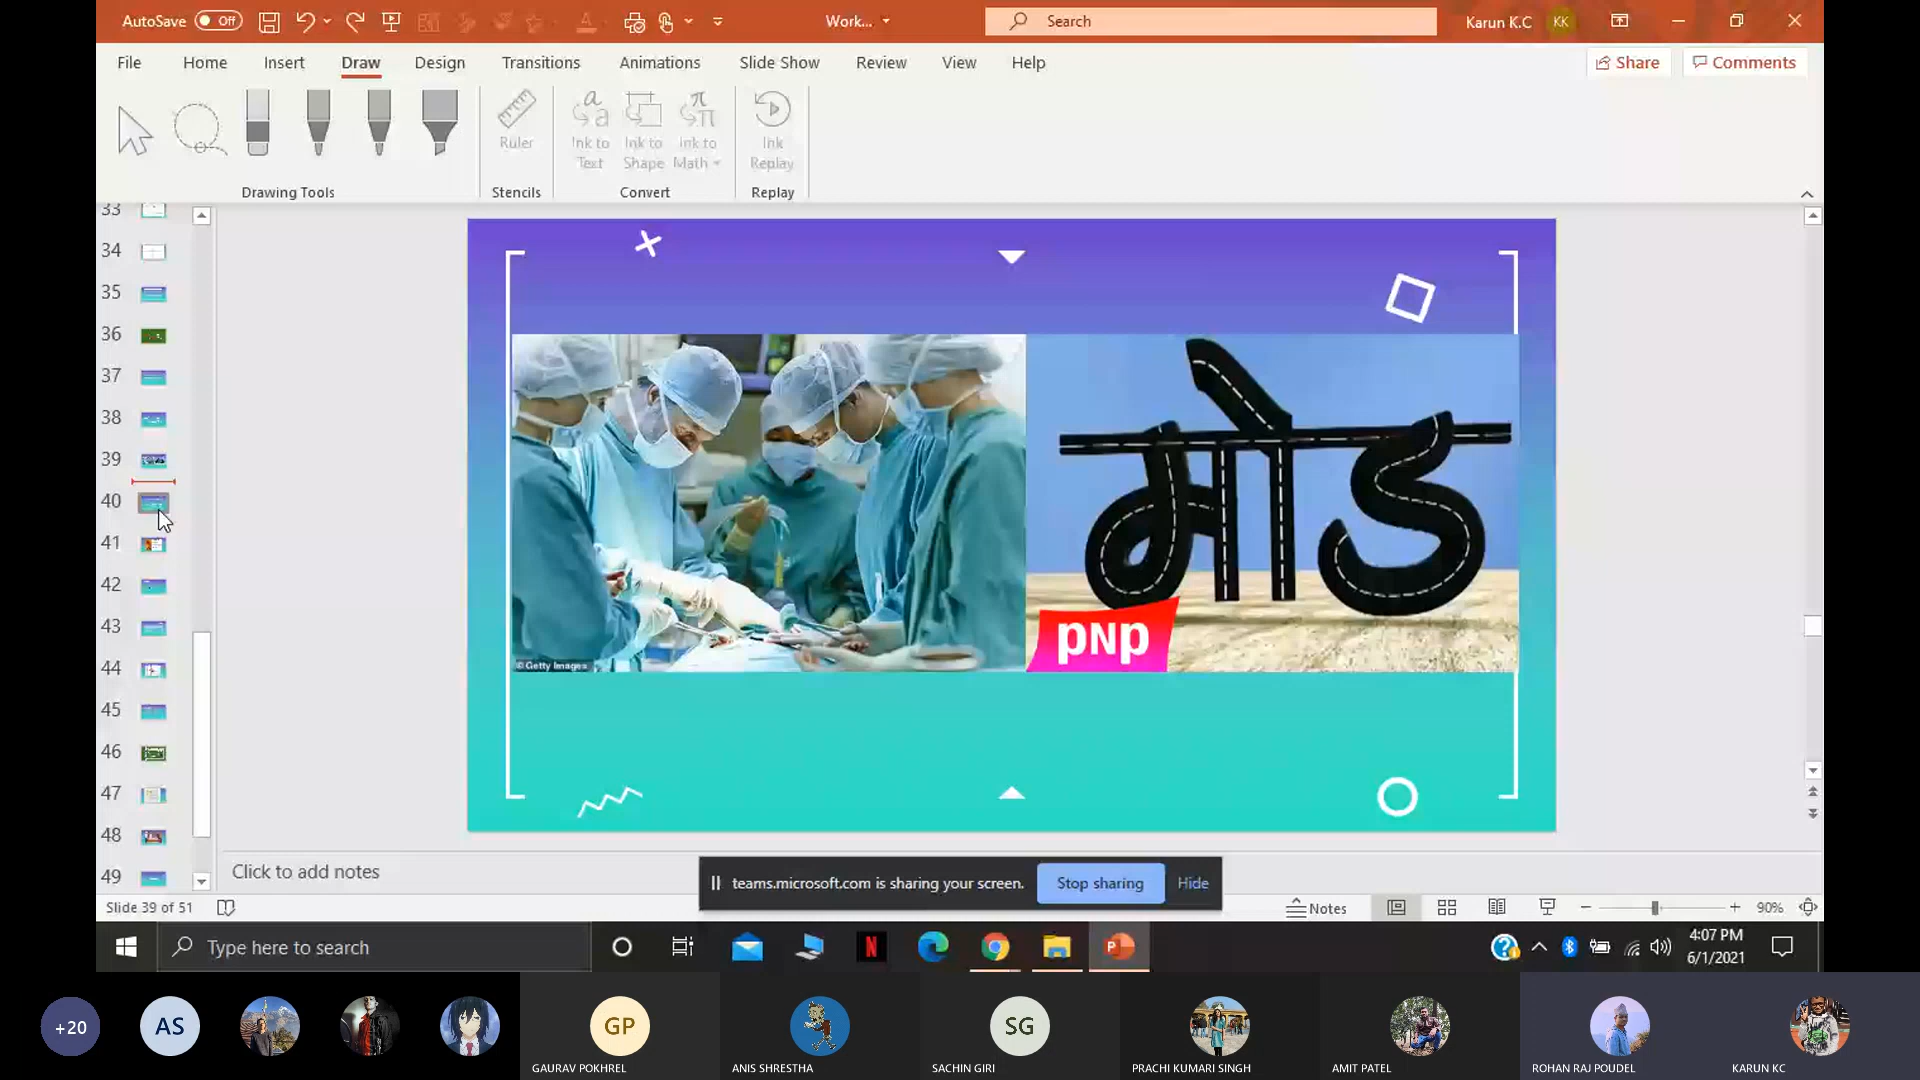 AutoSave Off
Work...
Search
Karun K.C KK
File Home Insert Draw Design Transitions Animations Slide Show Review View Help
Share Comments
Ruler
Ink to Text
Ink to Shape
Ink to Math
Ink Replay
Drawing Tools Stencils Convert Replay
33
34
35
36
37
38
39
40
41
42
43
44
45
46
47
48
49
मोड
pNp
© Getty Images
Click to add notes
teams.microsoft.com is sharing your screen. Stop sharing Hide
Slide 39 of 51
Notes
90%
Type here to search
4:07 PM
6/1/2021
+20 AS GP SG
GAURAV POKHREL ANIS SHRESTHA SACHIN GIRI PRACHI KUMARI SINGH AMIT PATEL ROHAN RAJ POUDEL KARUN KC